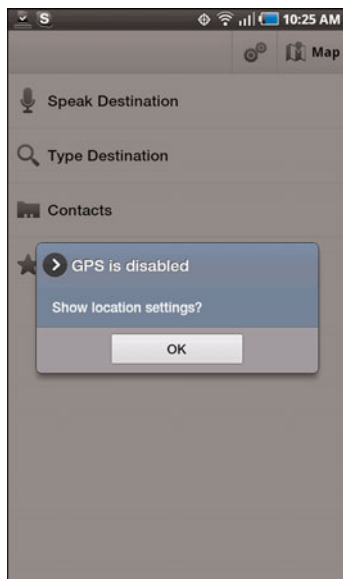 S 10:25 AM
Map
Speak Destination
Type Destination
Contacts
GPS is disabled
Show location settings?
OK